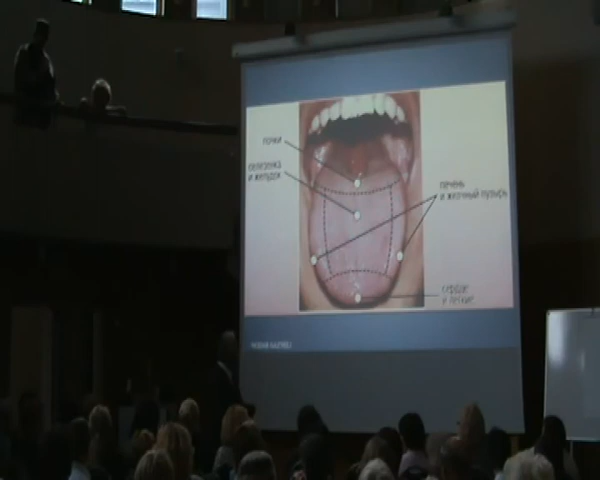 почки
селезенка
и желудок
печень
и желчный пузырь
сердце
и легкие